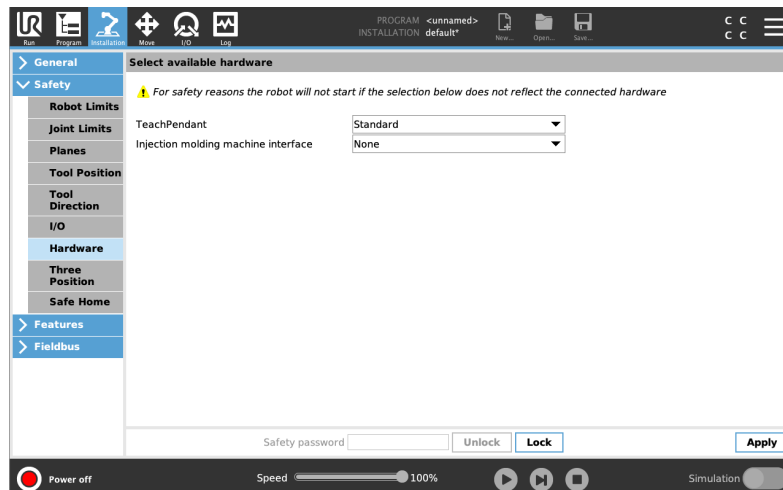 PROGRAM <unnamed>
INSTALLATION default*
Run
Program
Installation
Move
I/O
Log
New...
Open...
Save...
C C
C C
General
Select available hardware
Safety
For safety reasons the robot will not start if the selection below does not reflect the connected hardware
Robot Limits
Joint Limits
TeachPendant Standard
Injection molding machine interface None
Planes
Tool Position
Tool
Direction
I/O
Hardware
Three
Position
Safe Home
Features
Fieldbus
Safety password
Unlock
Lock
Apply
Power off
Speed 100%
Simulation